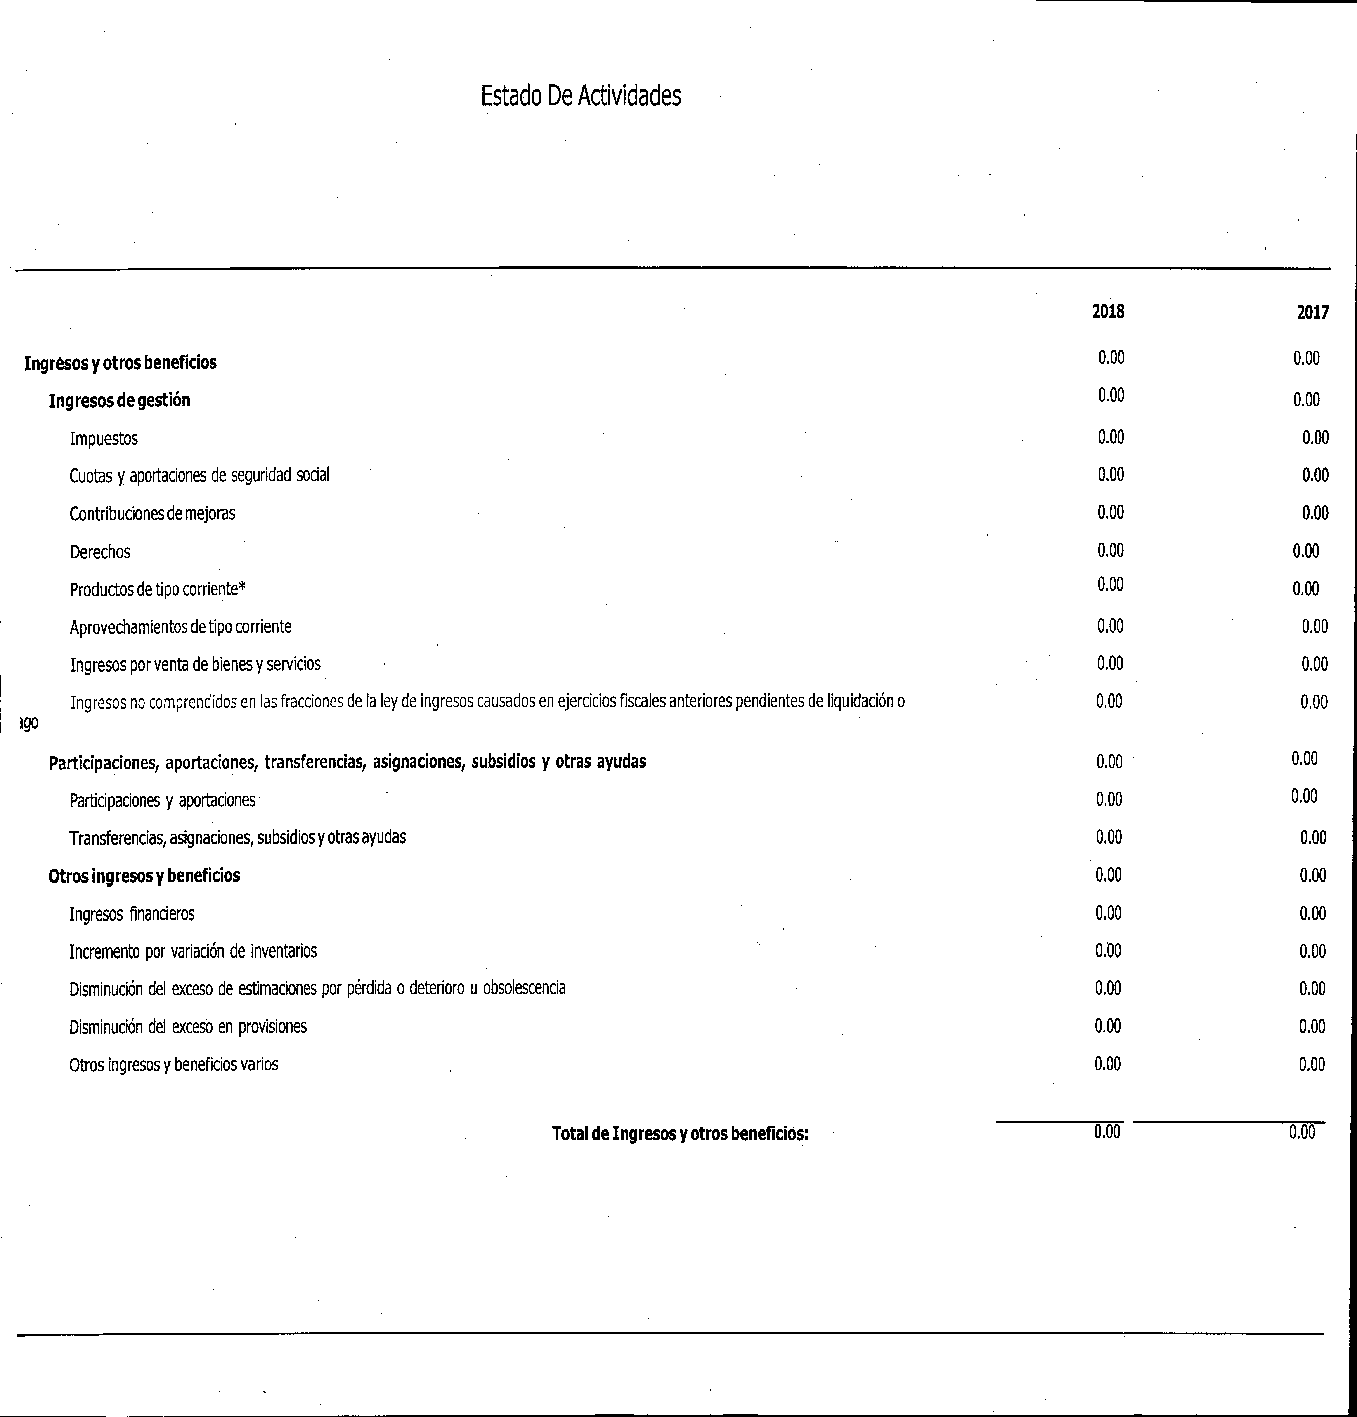 Estado De Actividades
2018 2017
Ingresos y otros beneficios 0.00 0.00
Ingresos de gestión 0.00 0.00
Impuestos 0.00 0.00
Cuotas y aportaciones de seguridad social 0.00 0.00
Contribuciones de mejoras 0.00 0.00
Derechos 0.00 0.00
Productos de tipo corriente* 0.00 0.00
Aprovechamientos de tipo corriente 0.00 0.00
Ingresos por venta de bienes y servicios 0.00 0.00
Ingresos no comprendidos en las fracciones de la ley de ingresos causados en ejercicios fiscales anteriores pendientes de liquidación o 0.00 0.00
Participaciones, aportaciones, transferencias, asignaciones, subsidios y otras ayudas 0.00 0.00
Participaciones y aportaciones 0.00 0.00
Transferencias, asignaciones, subsidios y otras ayudas 0.00 0.00
Otros ingresos y beneficios 0.00 0.00
Ingresos financieros 0.00 0.00
Incremento por variación de inventarios 0.00 0.00
Disminución del exceso de estimaciones por pérdida o deterioro u obsolescencia 0.00 0.00
Disminución del exceso en provisiones 0.00 0.00
Otros ingresos y beneficios varios 0.00 0.00
Total de Ingresos y otros beneficios: 0.00 0.00